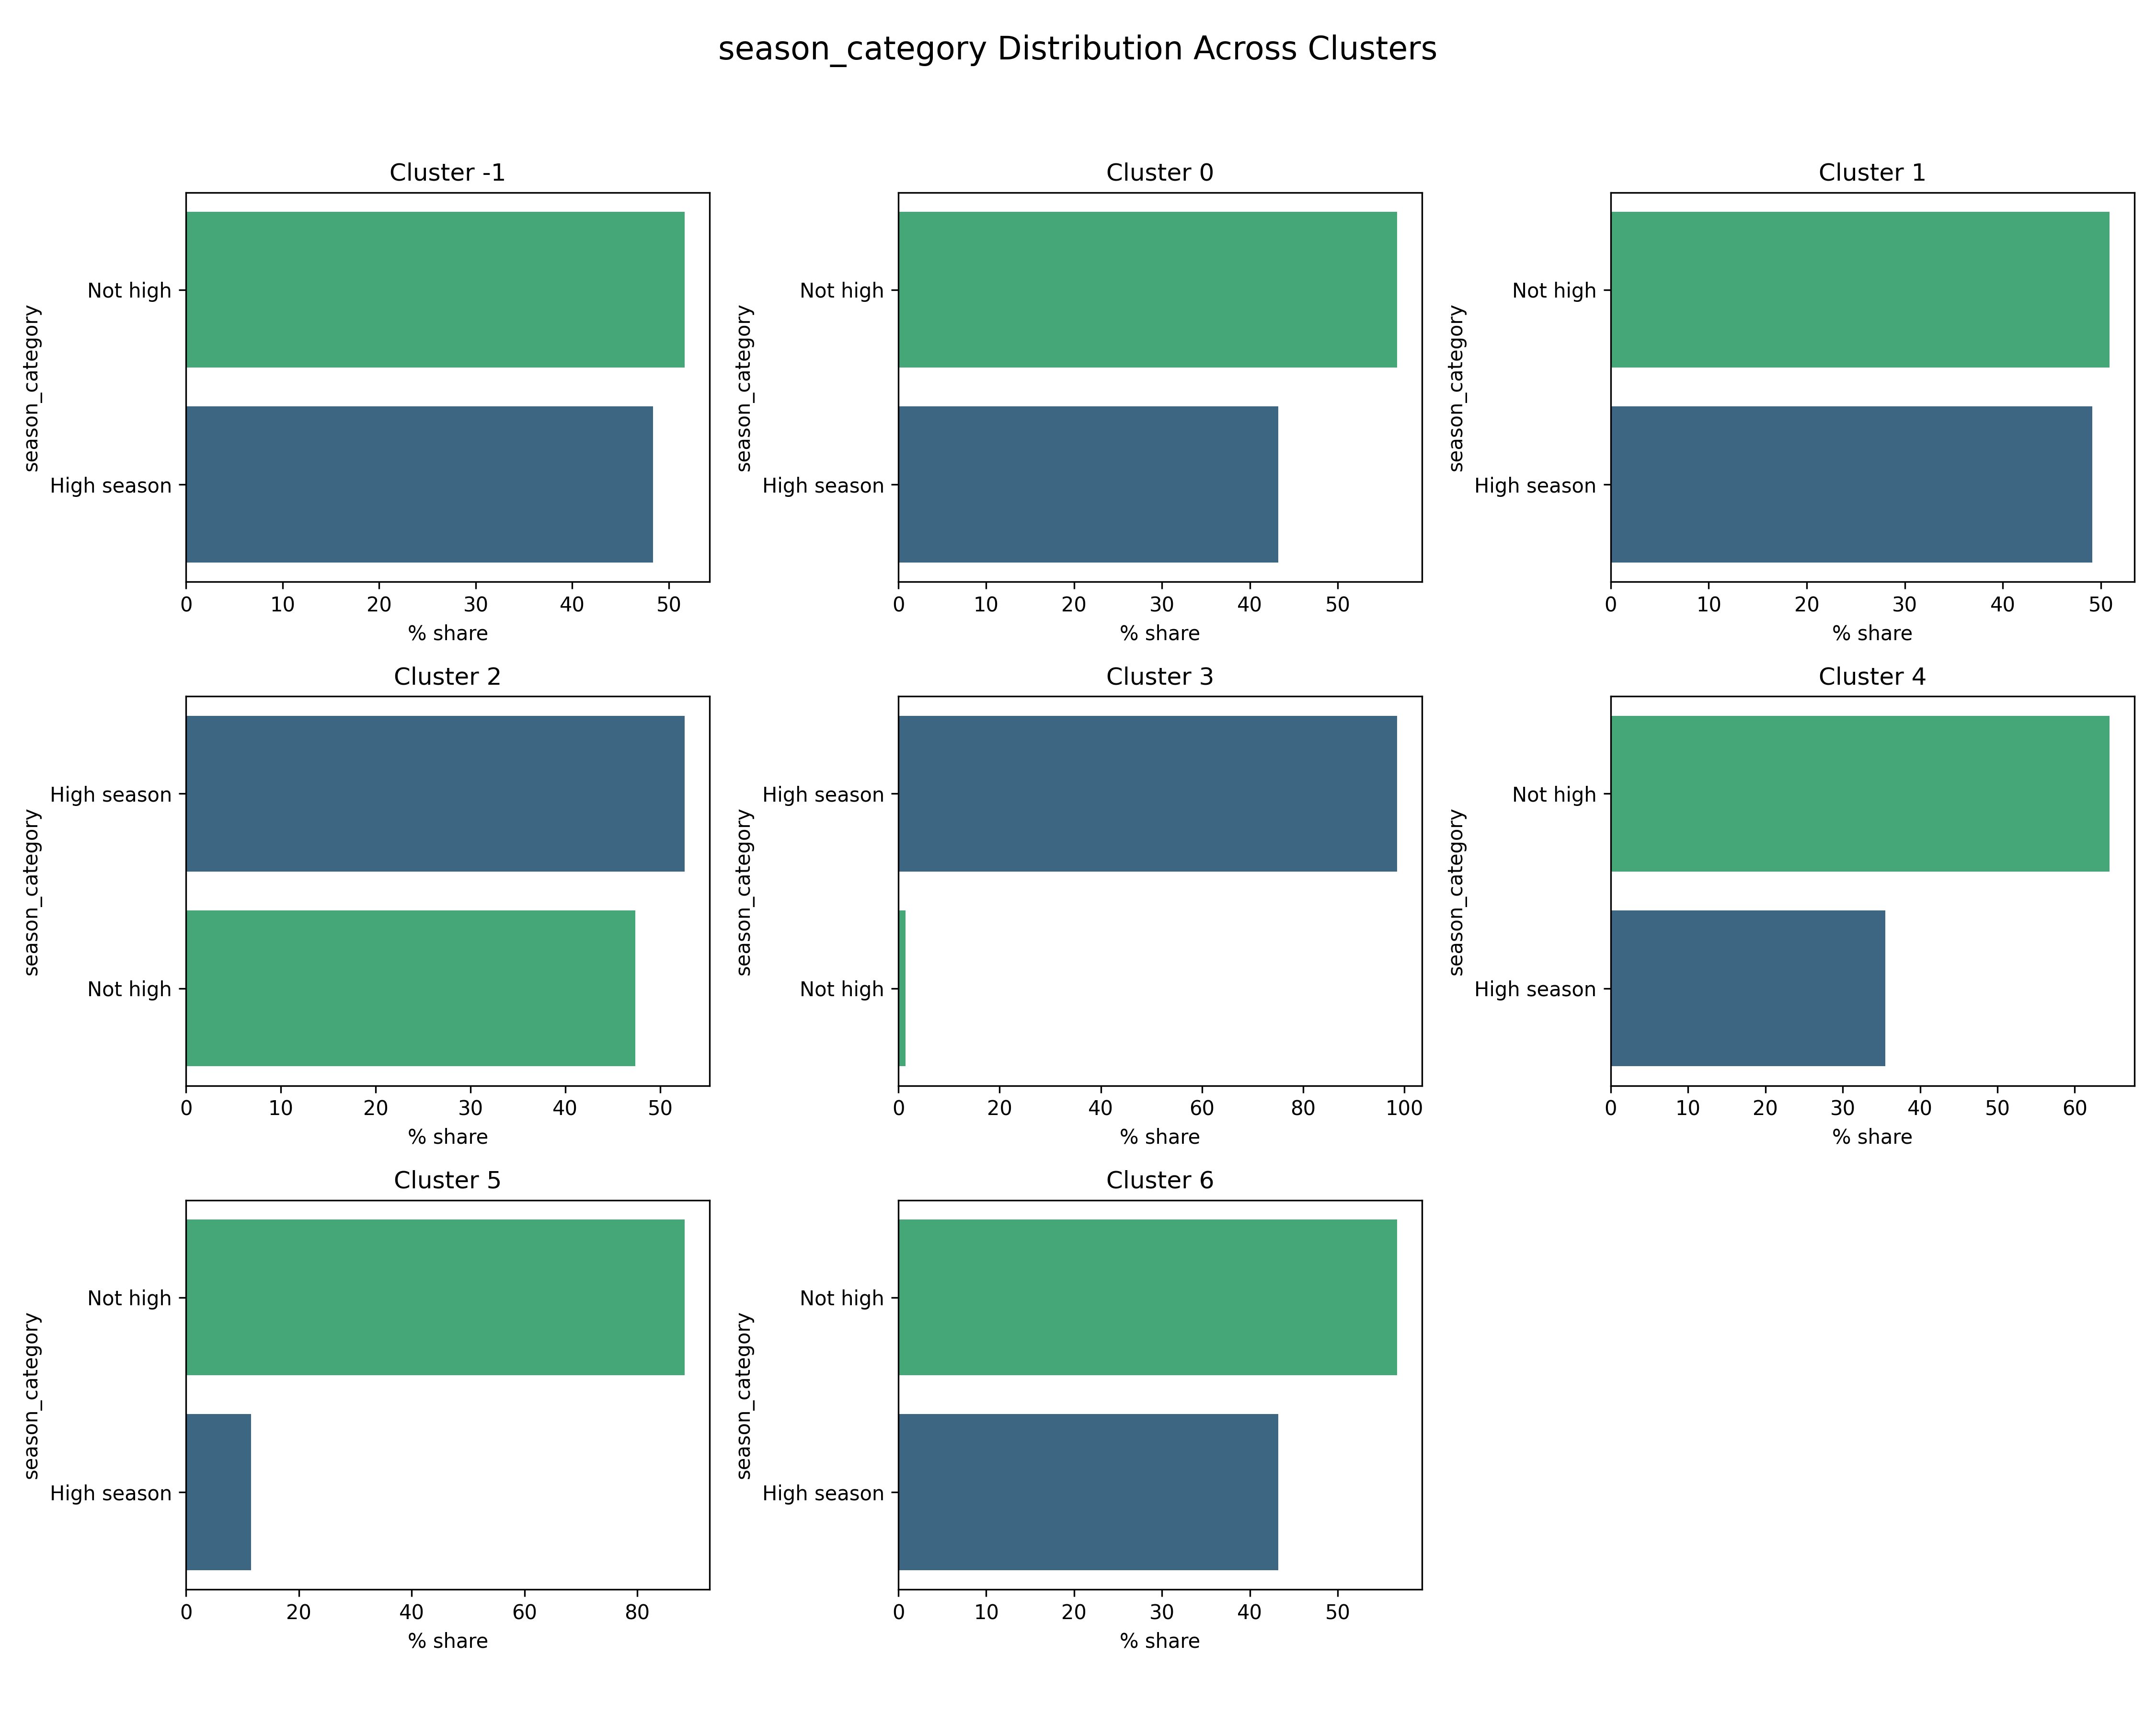 season_category Distribution Across Clusters
Cluster -1
season_category
Not high
High season
0 10 20 30 40 50
% share
Cluster 0
season_category
Not high
High season
0 10 20 30 40 50
% share
Cluster 1
season_category
Not high
High season
0 10 20 30 40 50
% share
Cluster 2
season_category
High season
Not high
0 10 20 30 40 50
% share
Cluster 3
season_category
High season
Not high
0 20 40 60 80 100
% share
Cluster 4
season_category
Not high
High season
0 10 20 30 40 50 60
% share
Cluster 5
season_category
Not high
High season
0 20 40 60 80
% share
Cluster 6
season_category
Not high
High season
0 10 20 30 40 50
% share